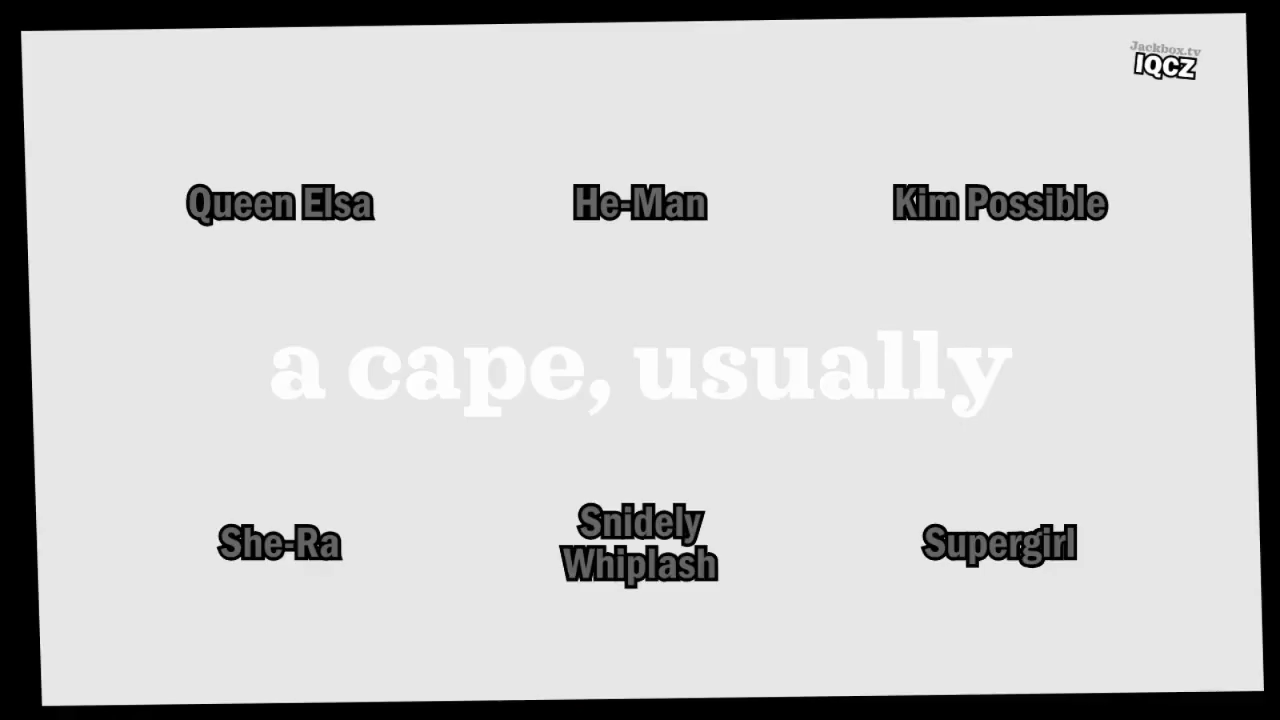 Jackbox.tv
IQCZ
Queen Elsa
He-Man
Kim Possible
a cape, usually
She-Ra
Snidely
Whiplash
Supergirl